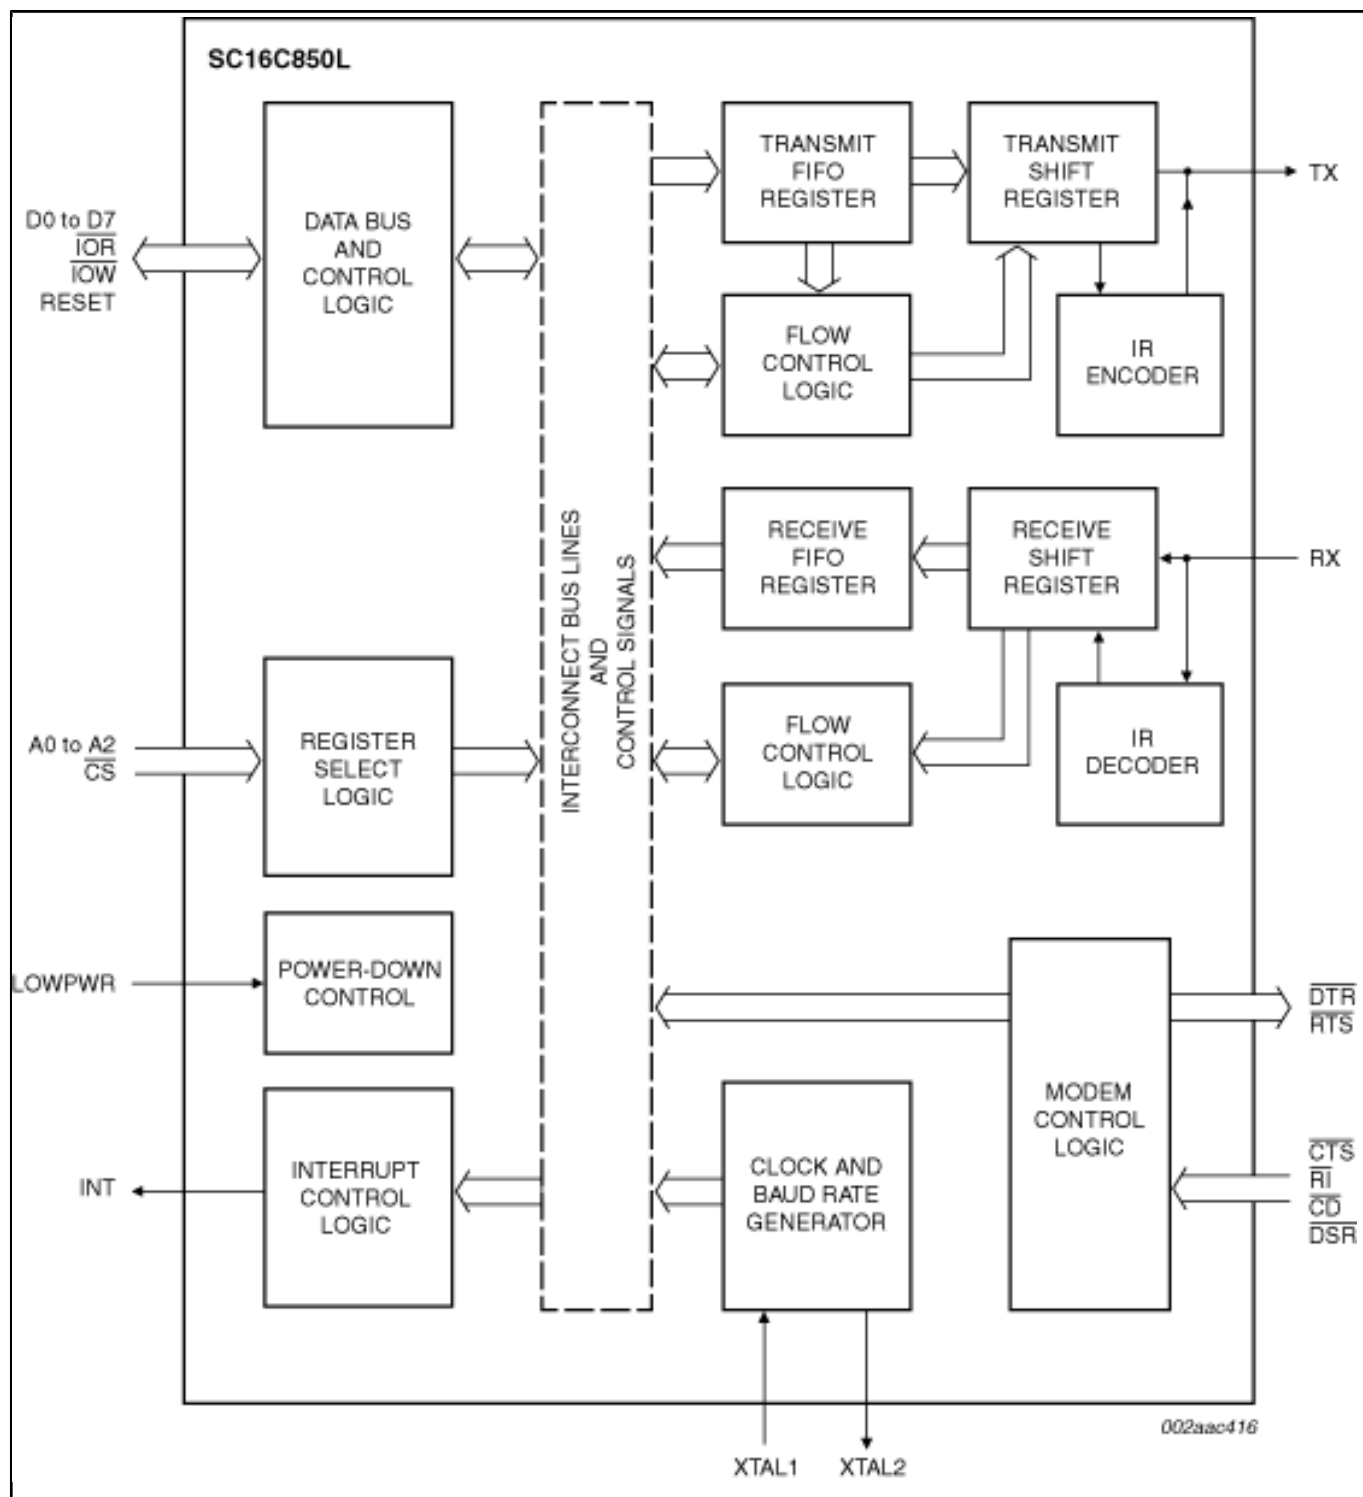 SC16C850L
D0 to D7
IOR
IOW
RESET
DATA BUS
AND
CONTROL
LOGIC
TRANSMIT
FIFO
REGISTER
TRANSMIT
SHIFT
REGISTER
TX
FLOW
CONTROL
LOGIC
IR
ENCODER
INTERCONNECT BUS LINES
AND
CONTROL SIGNALS
RECEIVE
FIFO
REGISTER
RECEIVE
SHIFT
REGISTER
RX
A0 to A2
CS
REGISTER
SELECT
LOGIC
FLOW
CONTROL
LOGIC
IR
DECODER
LOWPWR
POWER-DOWN
CONTROL
DTR
RTS
MODEM
CONTROL
LOGIC
INT
INTERRUPT
CONTROL
LOGIC
CLOCK AND
BAUD RATE
GENERATOR
CTS
RI
CD
DSR
002aac416
XTAL1
XTAL2